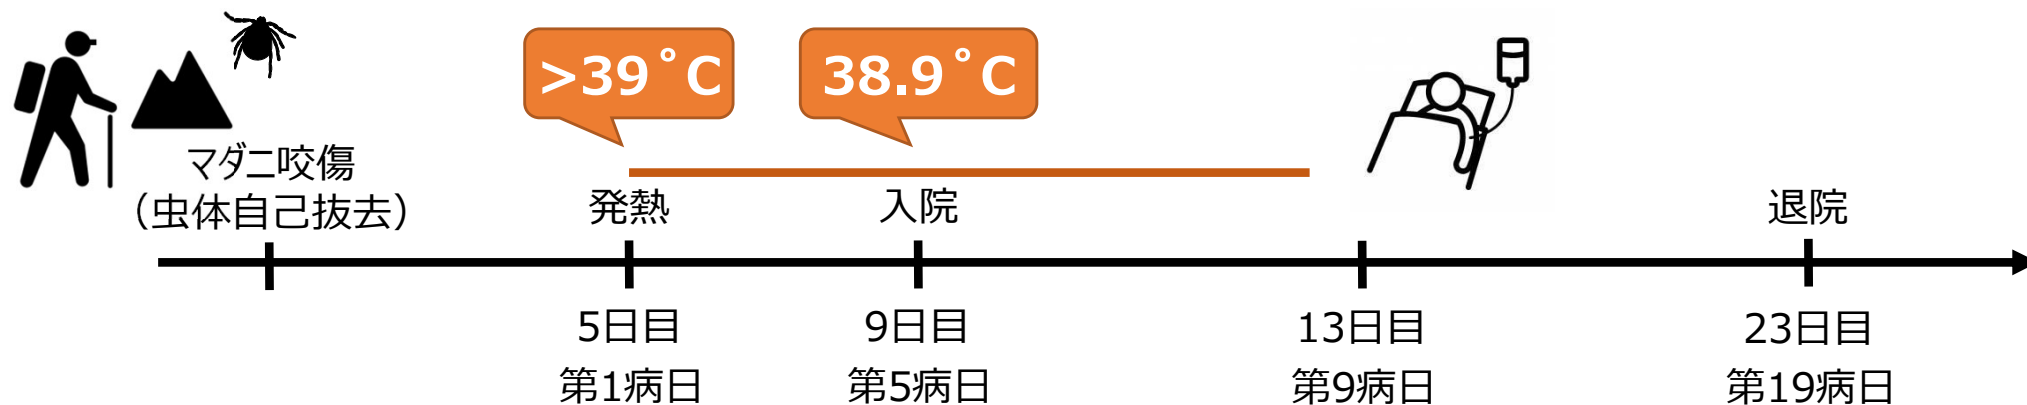 >39˚C
38.9˚C
マダニ咬傷
（虫体自己抜去）
発熱
入院
退院
5日目
第1病日
9日目
第5病日
13日目
第9病日
23日目
第19病日